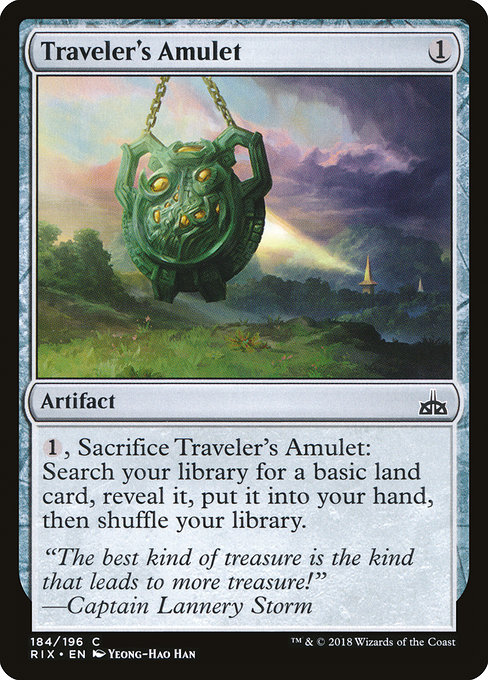 Traveler's Amulet 1
Artifact
1, Sacrifice Traveler's Amulet:
Search your library for a basic land
card, reveal it, put it into your hand,
then shuffle your library.
“The best kind of treasure is the kind
that leads to more treasure!”
—Captain Lannery Storm
184/196 C
™ & © 2018 Wizards of the Coast
RIX • EN Yeong-Hao Han